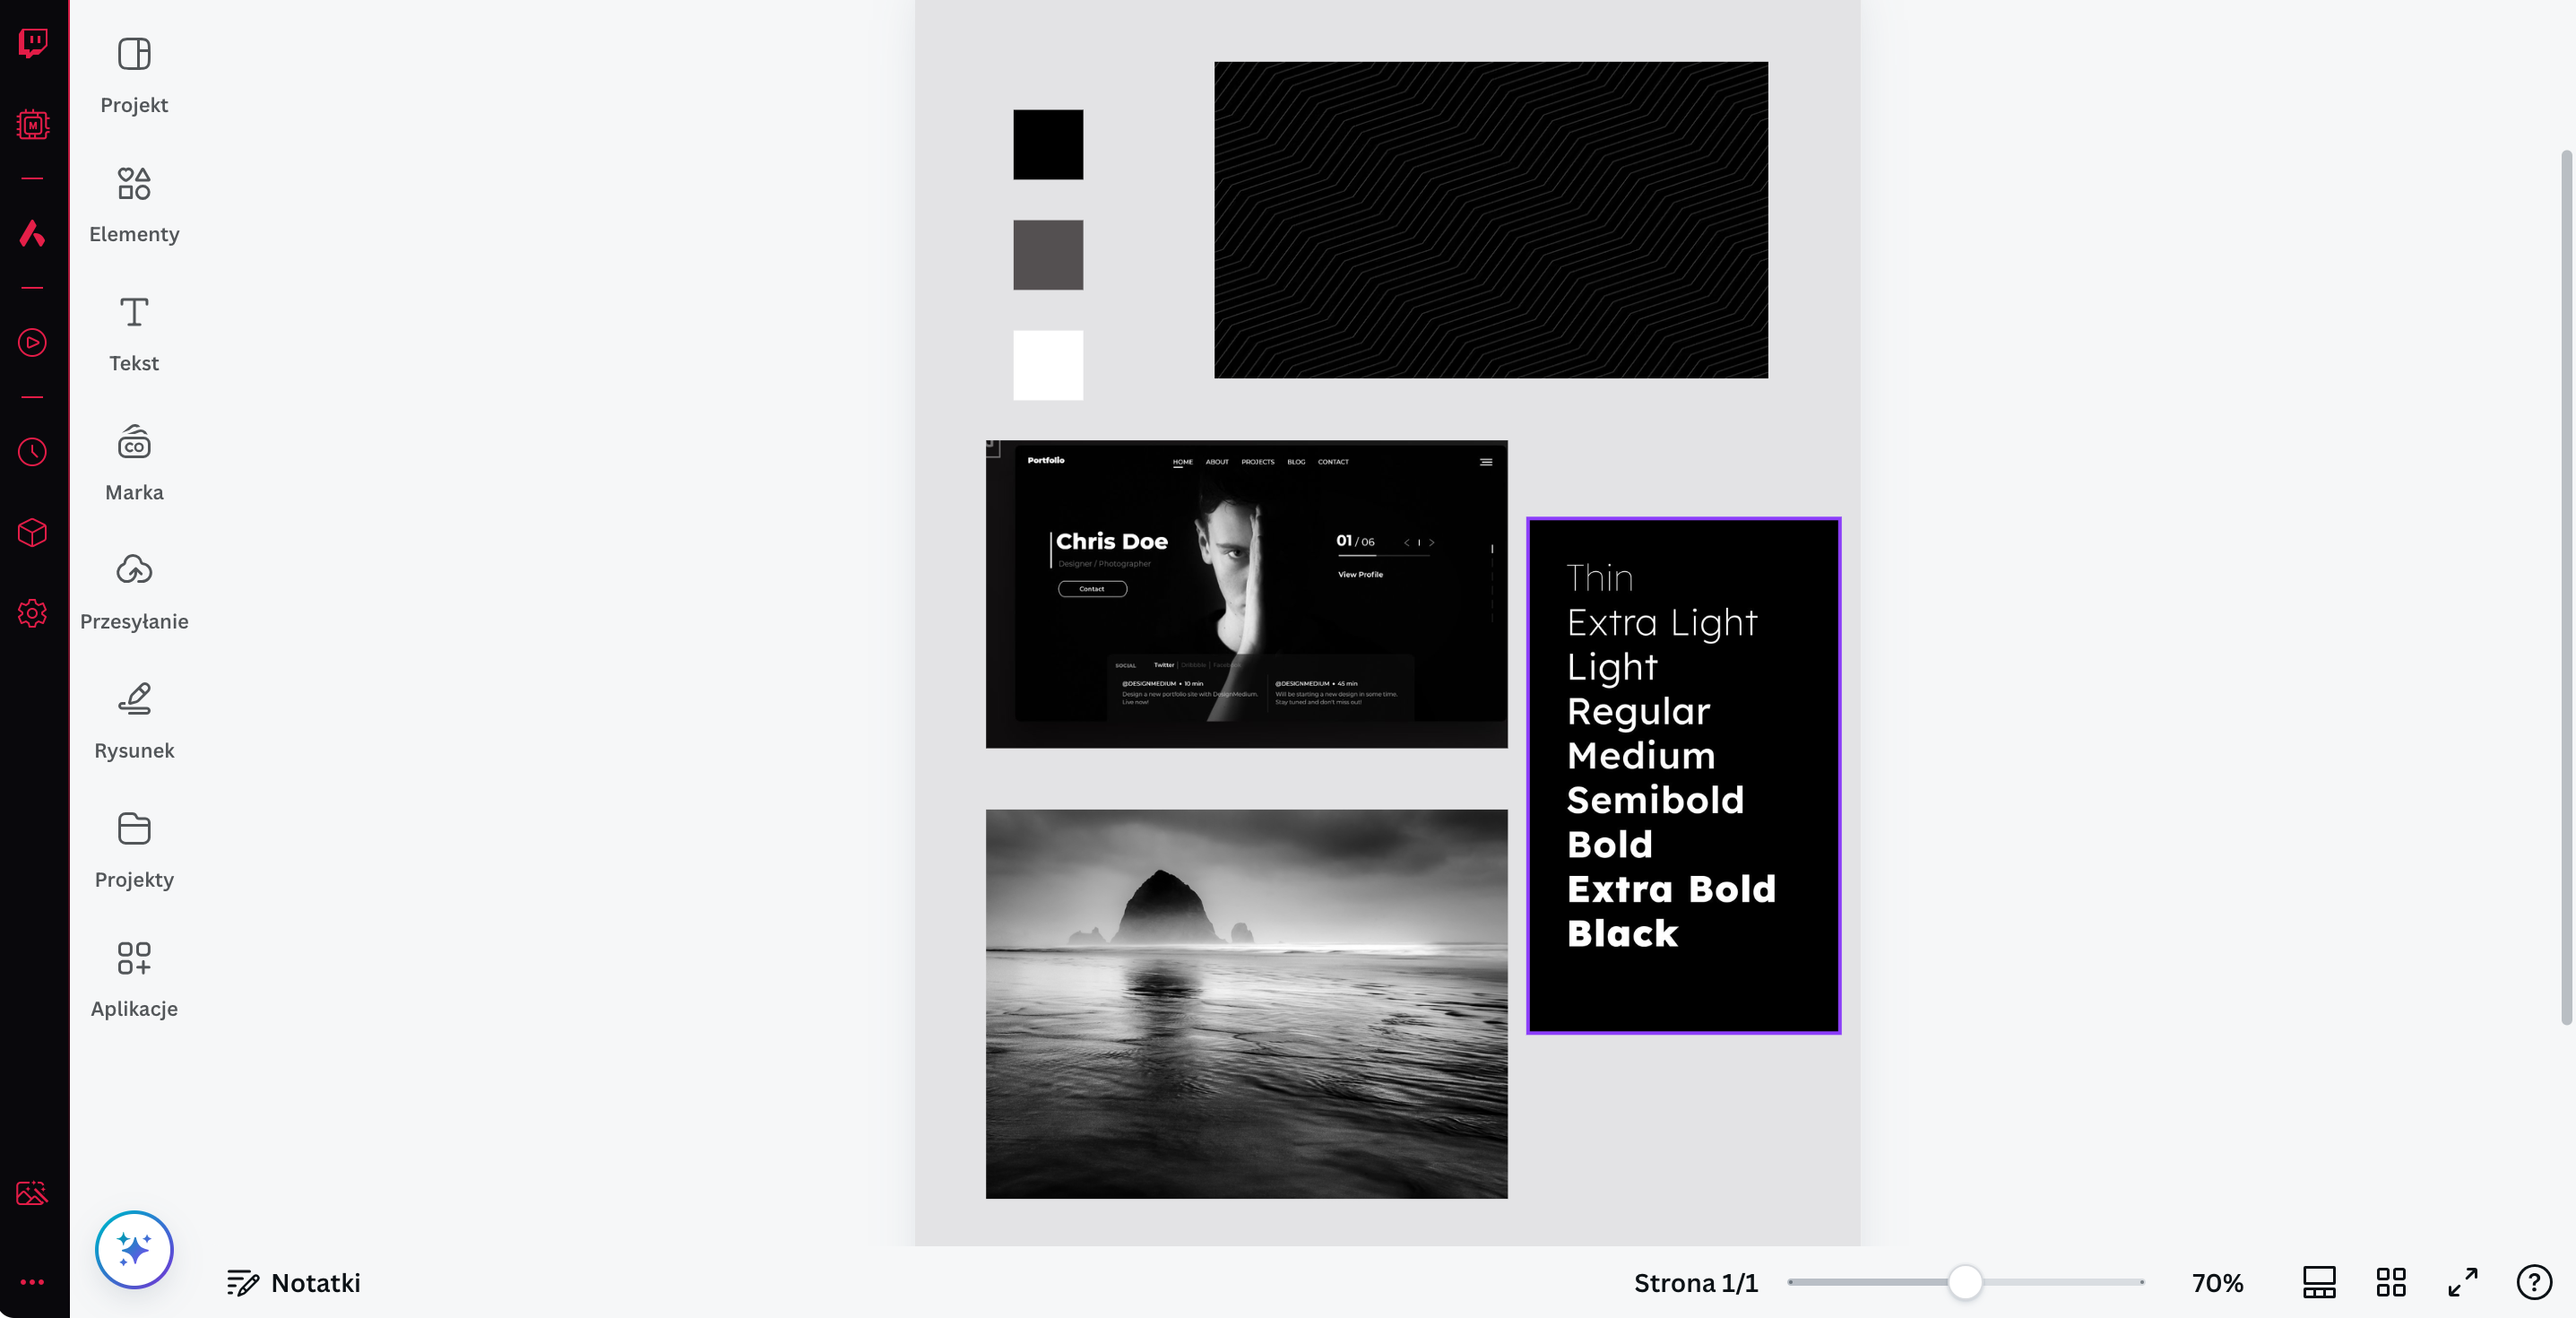 Projekt
Elementy
Tekst
CO
Marka
Przesyłanie
Rysunek
Projekty
Aplikacje
Portfolio
HOME ABOUT PROJECTS BLOG CONTACT
Chris Doe
Designer / Photographer
Contact
01 / 06
View Profile
SOCIAL Twitter | Dribbble | Facebook
@DESIGNMEDIUM • 10 min
Design a new portfolio site with DesignMedium.
Live now!
@DESIGNMEDIUM • 45 min
Will be starting a new design in some time.
Stay tuned and don't miss out!
Thin
Extra Light
Light
Regular
Medium
Semibold
Bold
Extra Bold
Black
Notatki
Strona 1/1
70%